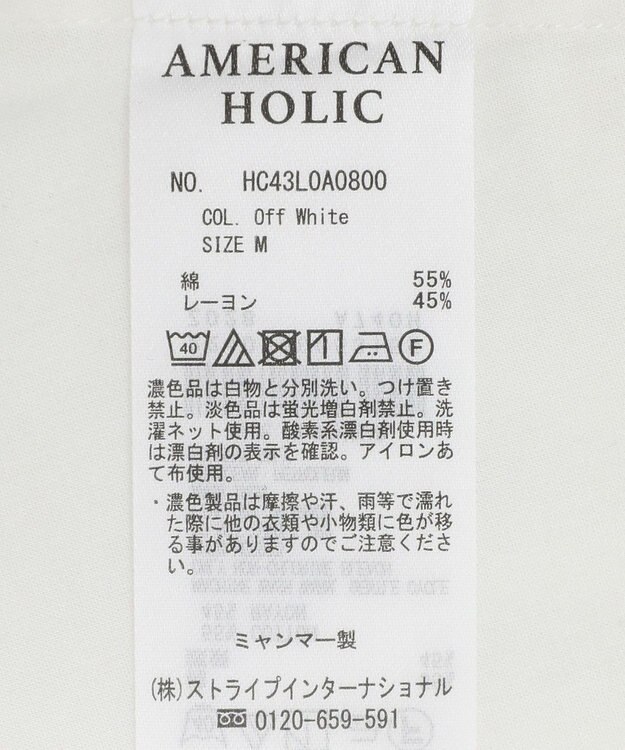 AMERICAN
HOLIC
NO. HC43L0A0800
COL. Off White
SIZE M
綿 55%
レーヨン 45%
40 F
濃色品は白物と分別洗い。つけ置き
禁止。淡色品は蛍光増白剤禁止。洗
濯ネット使用。酸素系漂白剤使用時
は漂白剤の表示を確認。アイロンあ
て布使用。
・濃色製品は摩擦や汗、雨等で濡れ
た際に他の衣類や小物類に色が移
る事がありますのでご注意くださ
い。
ミャンマー製
(株)ストライプインターナショナル
0120-659-591